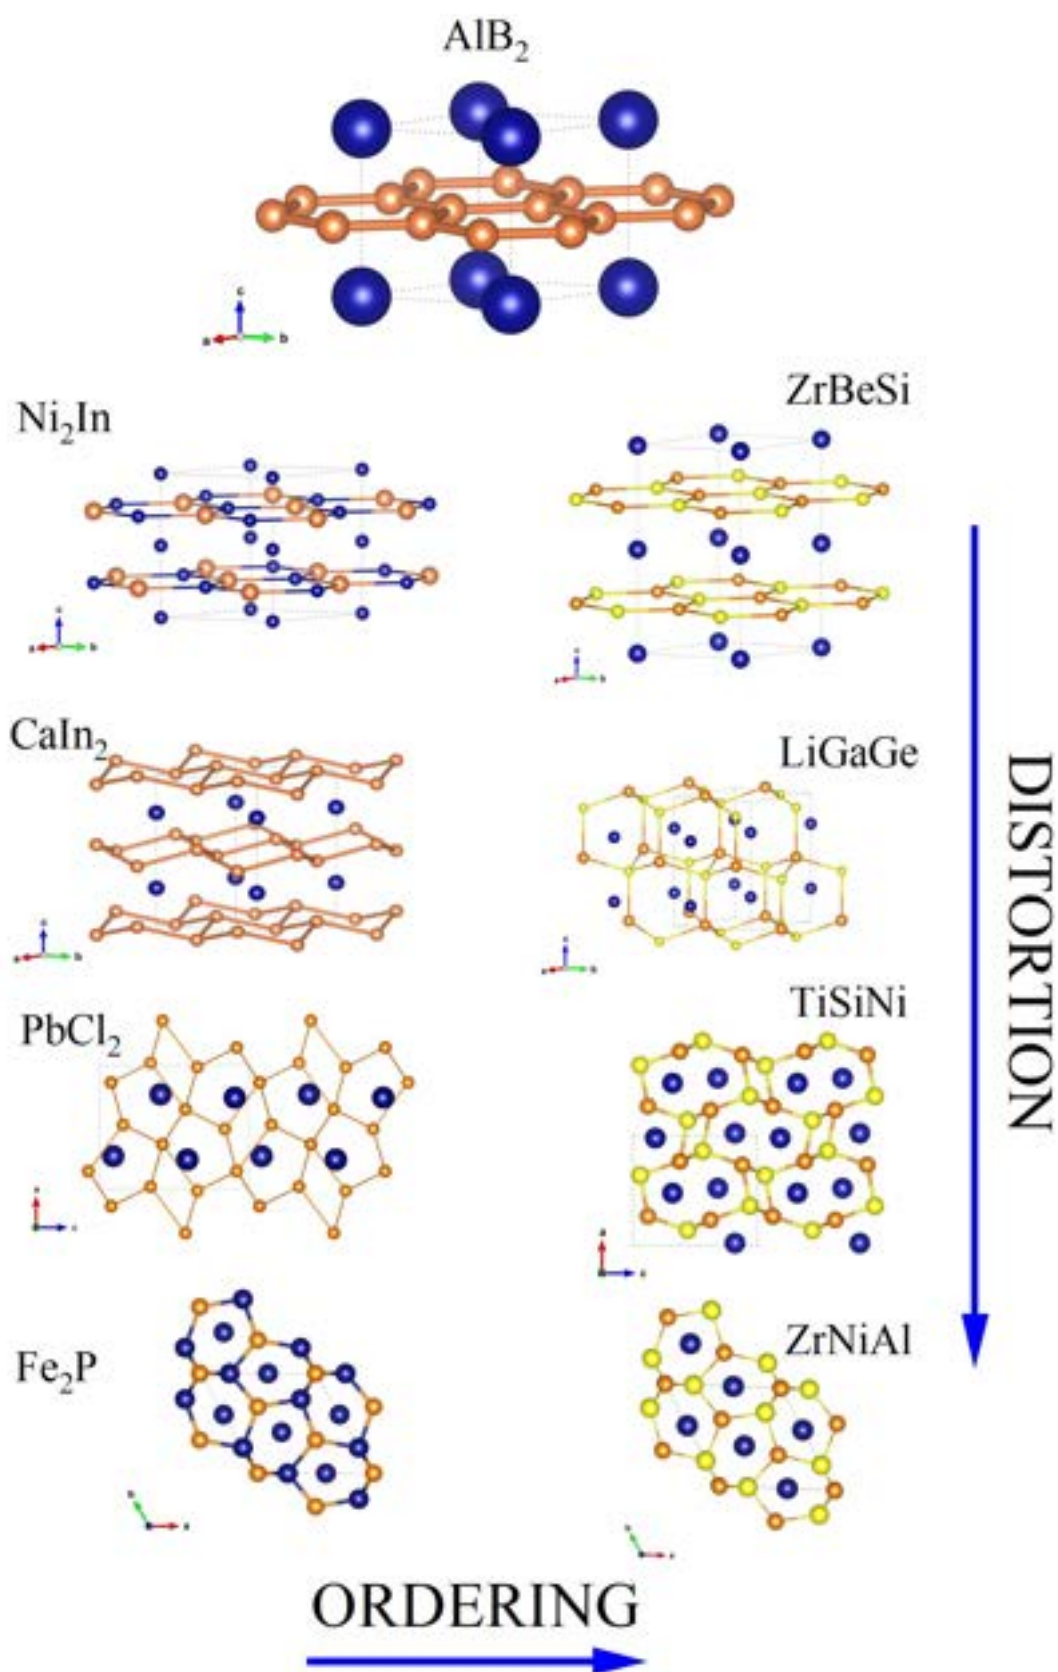 AlB₂
c
a
b
Ni₂In
ZrBeSi
c
a
b
c
b
CaIn₂
LiGaGe
c
a
b
c
a
b
PbCl₂
TiSiNi
a
Fe₂P
ZrNiAl
b
a
DISTORTION
ORDERING